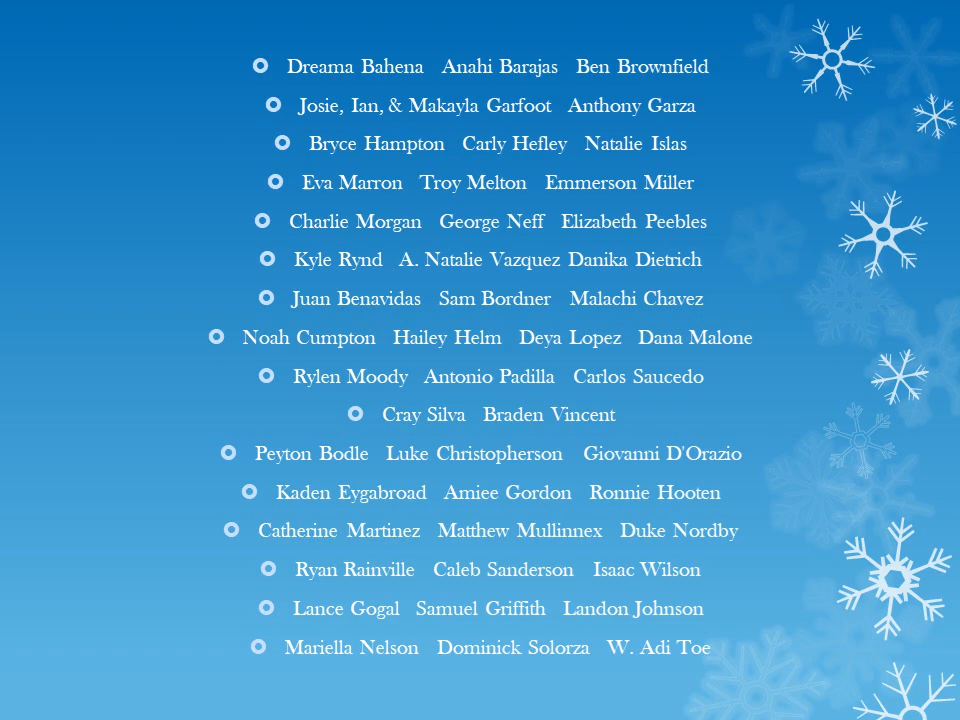 Dreama Bahena Anahi Barajas Ben Brownfield
Josie, Ian, & Makayla Garfoot Anthony Garza
Bryce Hampton Carly Hefley Natalie Islas
Eva Marron Troy Melton Emmerson Miller
Charlie Morgan George Neff Elizabeth Peebles
Kyle Rynd A. Natalie Vazquez Danika Dietrich
Juan Benavidas Sam Bordner Malachi Chavez
Noah Cumpton Hailey Helm Deya Lopez Dana Malone
Rylen Moody Antonio Padilla Carlos Saucedo
Cray Silva Braden Vincent
Peyton Bodle Luke Christopherson Giovanni D'Orazio
Kaden Eygabroad Amiee Gordon Ronnie Hooten
Catherine Martinez Matthew Mullinnex Duke Nordby
Ryan Rainville Caleb Sanderson Isaac Wilson
Lance Gogal Samuel Griffith Landon Johnson
Mariella Nelson Dominick Solorza W. Adi Toe